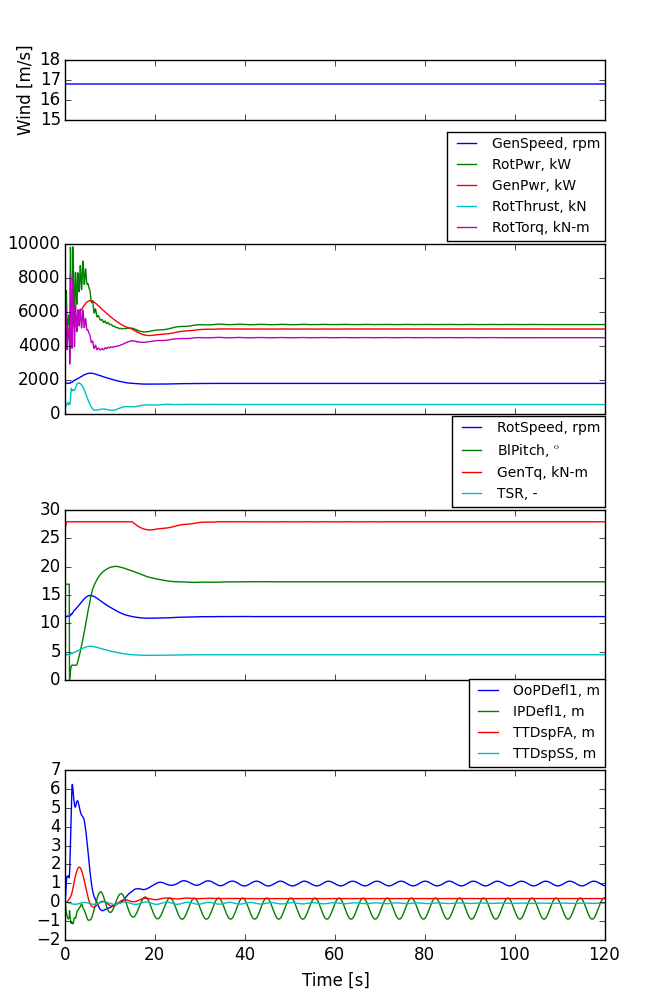 Wind [m/s]
18
17
16
15
GenSpeed, rpm
RotPwr, kW
GenPwr, kW
RotThrust, kN
RotTorq, kN-m
10000
8000
6000
4000
2000
0
RotSpeed, rpm
BlPitch, °
GenTq, kN-m
TSR, -
30
25
20
15
10
5
0
OoPDefl1, m
IPDefl1, m
TTDspFA, m
TTDspSS, m
7
6
5
4
3
2
1
0
−1
−2
0 20 40 60 80 100 120
Time [s]